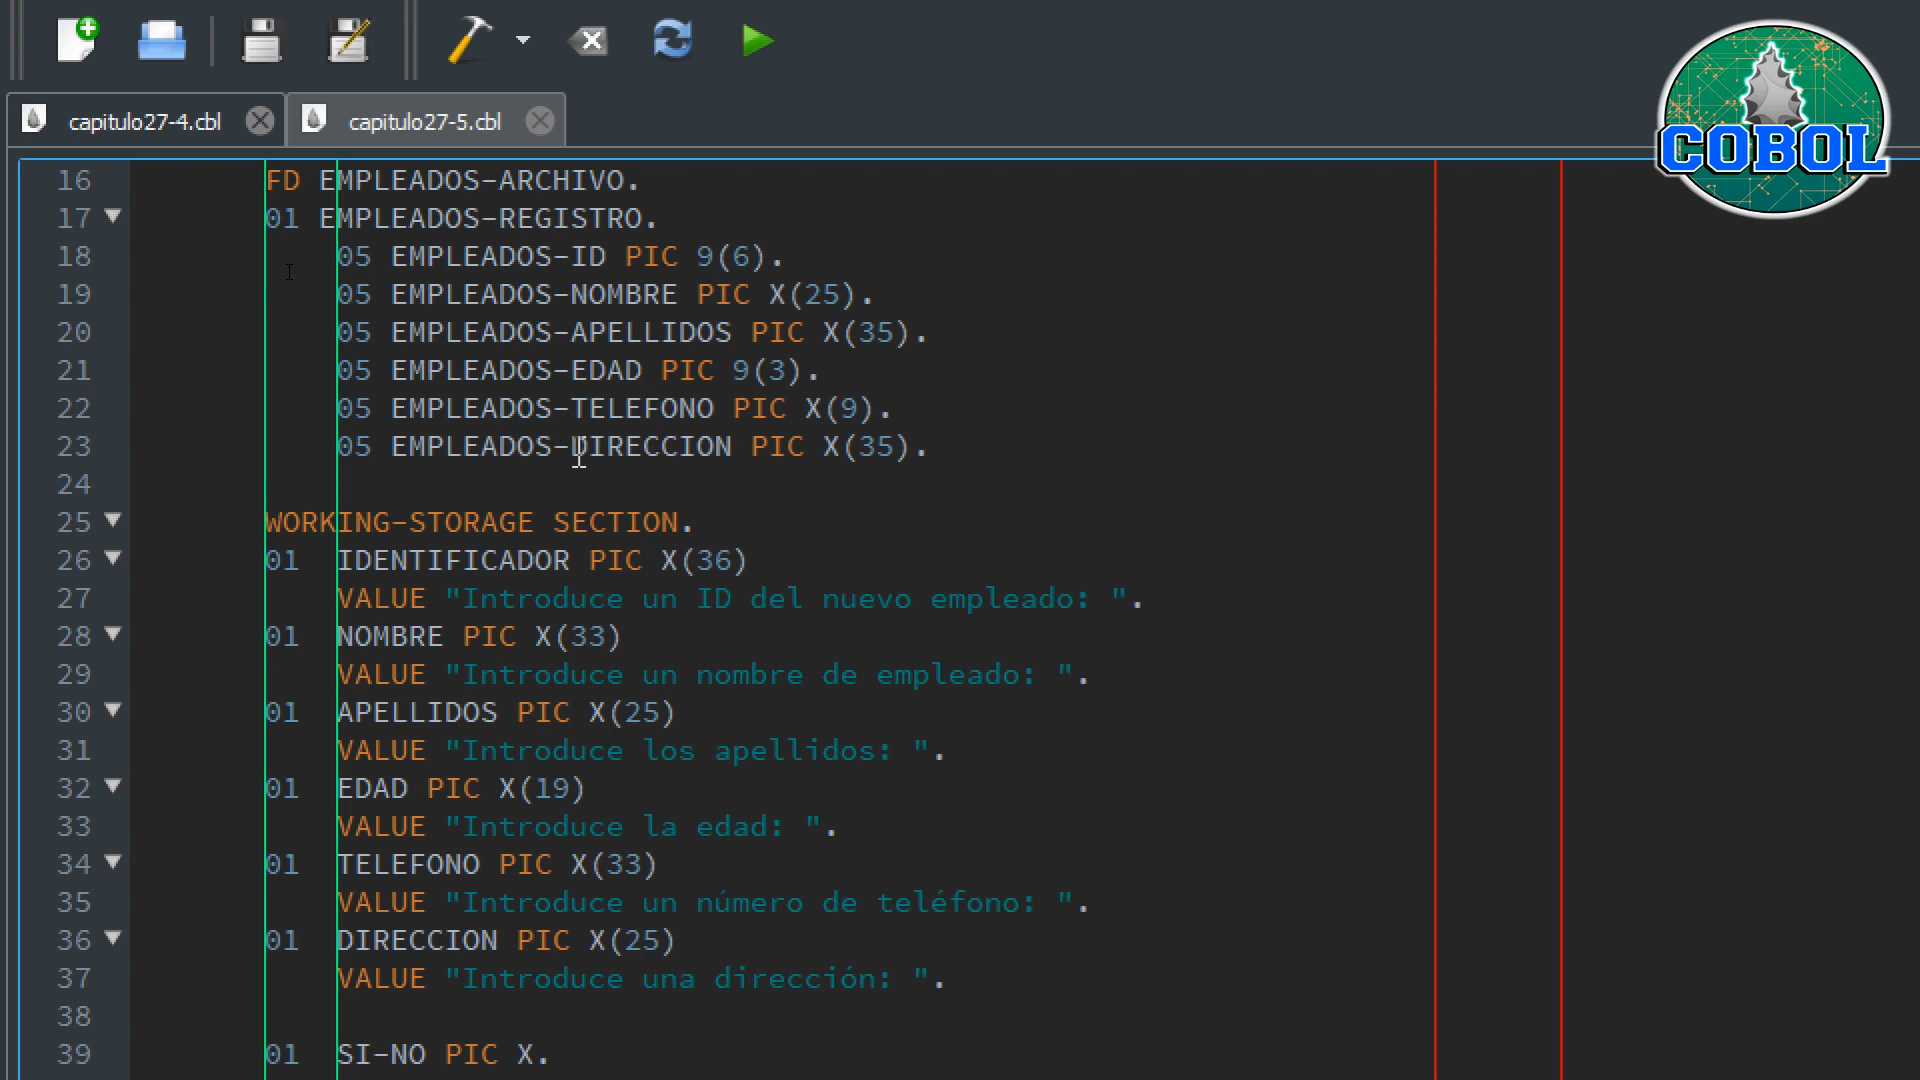 capitulo27-4.cbl
capitulo27-5.cbl
COBOL
16 FD EMPLEADOS-ARCHIVO.
17 01 EMPLEADOS-REGISTRO.
18 05 EMPLEADOS-ID PIC 9(6).
19 05 EMPLEADOS-NOMBRE PIC X(25).
20 05 EMPLEADOS-APELLIDOS PIC X(35).
21 05 EMPLEADOS-EDAD PIC 9(3).
22 05 EMPLEADOS-TELEFONO PIC X(9).
23 05 EMPLEADOS-DIRECCION PIC X(35).
24
25 WORKING-STORAGE SECTION.
26 01 IDENTIFICADOR PIC X(36)
27 VALUE "Introduce un ID del nuevo empleado: ".
28 01 NOMBRE PIC X(33)
29 VALUE "Introduce un nombre de empleado: ".
30 01 APELLIDOS PIC X(25)
31 VALUE "Introduce los apellidos: ".
32 01 EDAD PIC X(19)
33 VALUE "Introduce la edad: ".
34 01 TELEFONO PIC X(33)
35 VALUE "Introduce un número de teléfono: ".
36 01 DIRECCION PIC X(25)
37 VALUE "Introduce una dirección: ".
38
39 01 SI-NO PIC X.